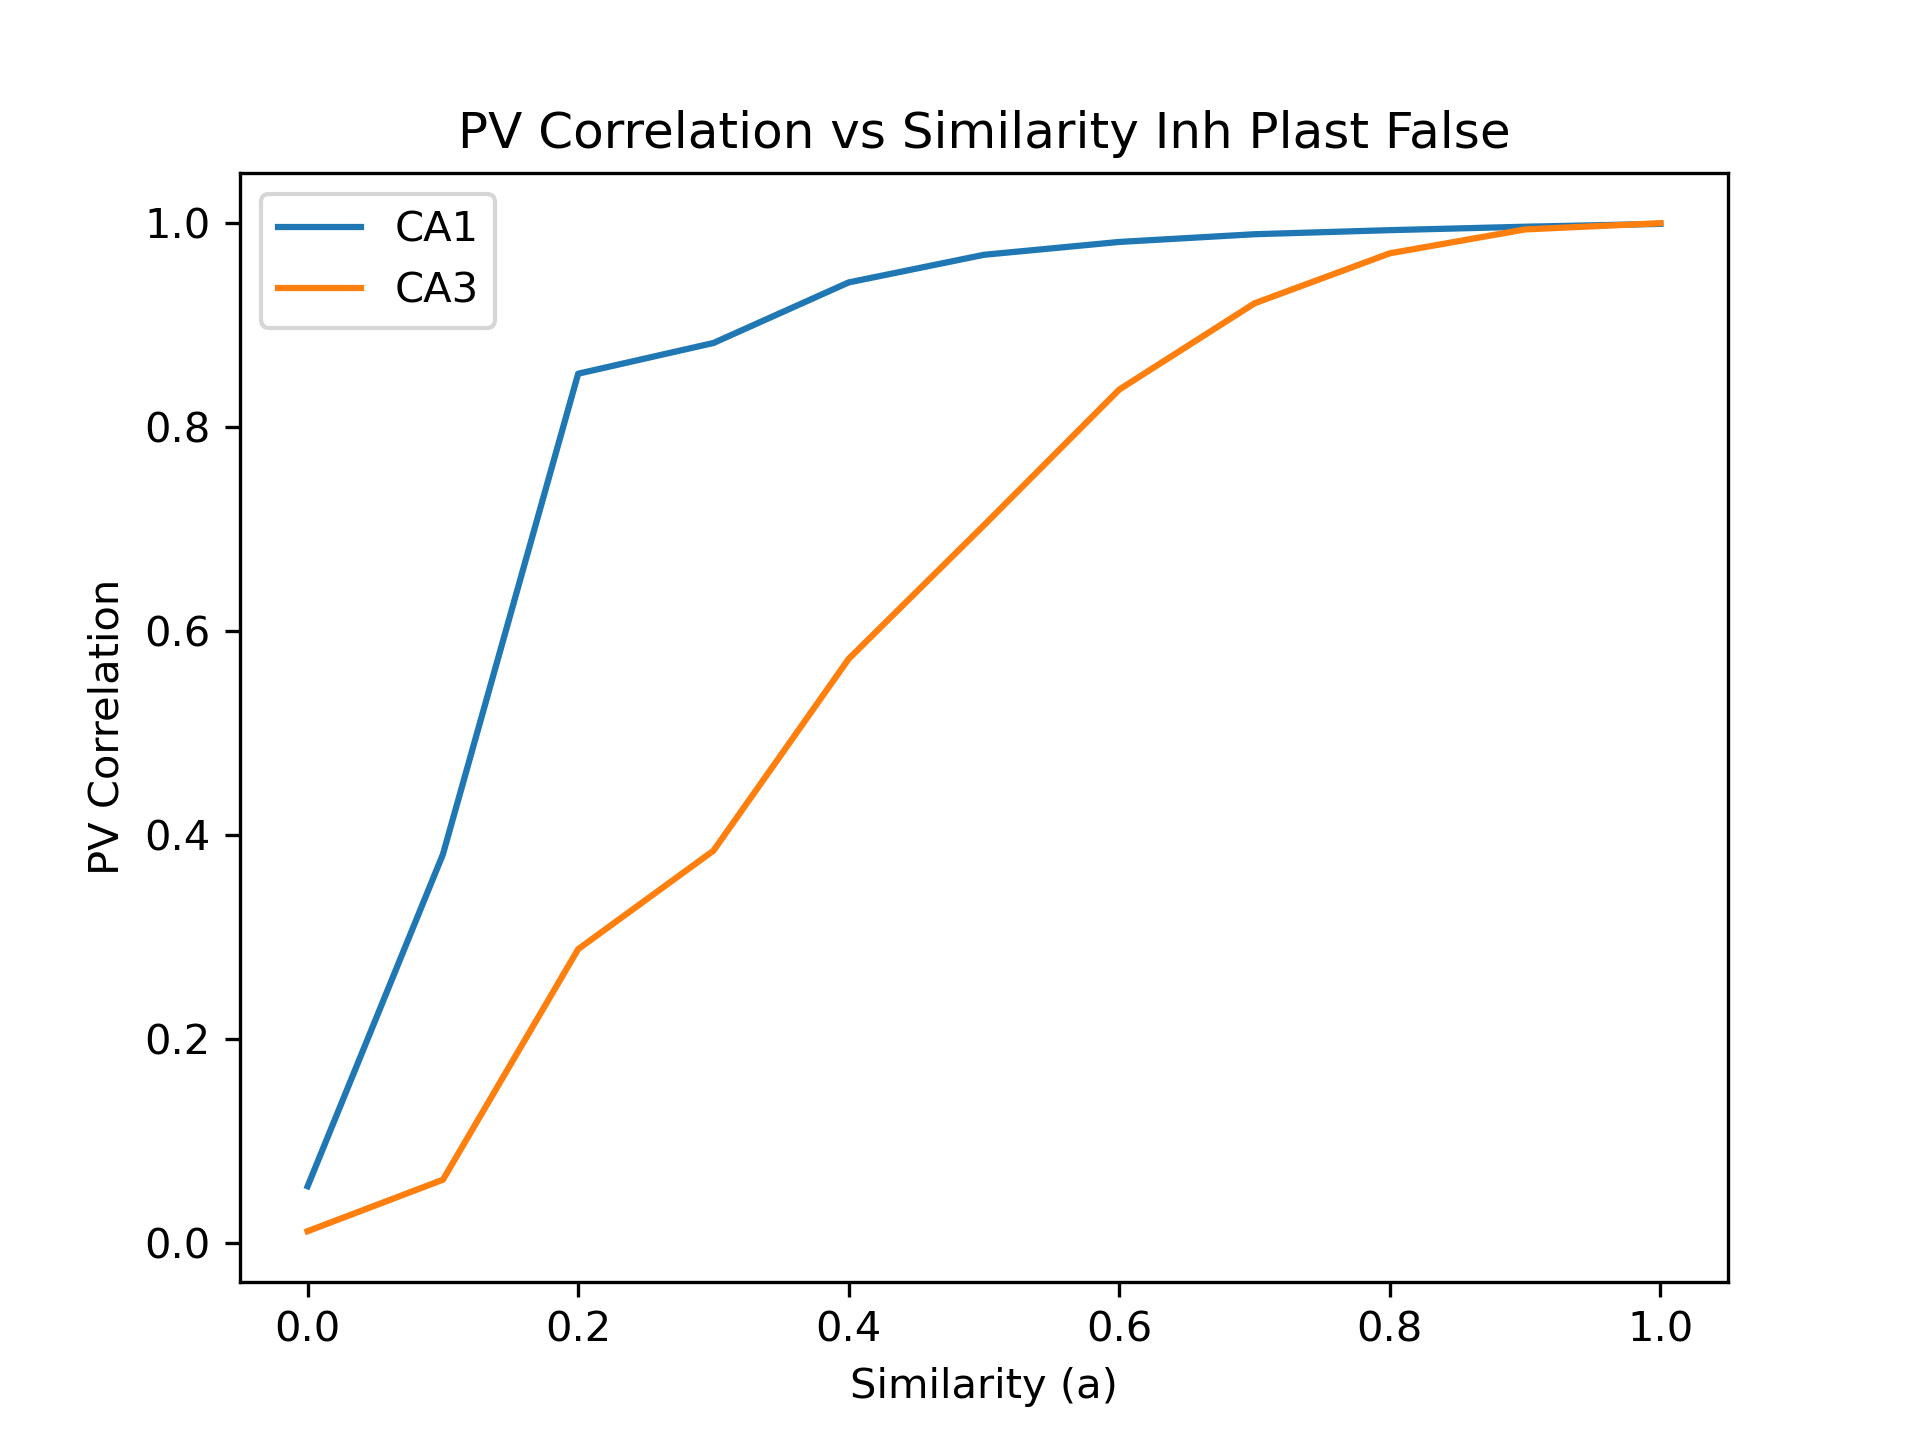 PV Correlation vs Similarity Inh Plast False
CA1
CA3
1.0
0.8
0.6
0.4
0.2
0.0
PV Correlation
0.0 0.2 0.4 0.6 0.8 1.0
Similarity (a)